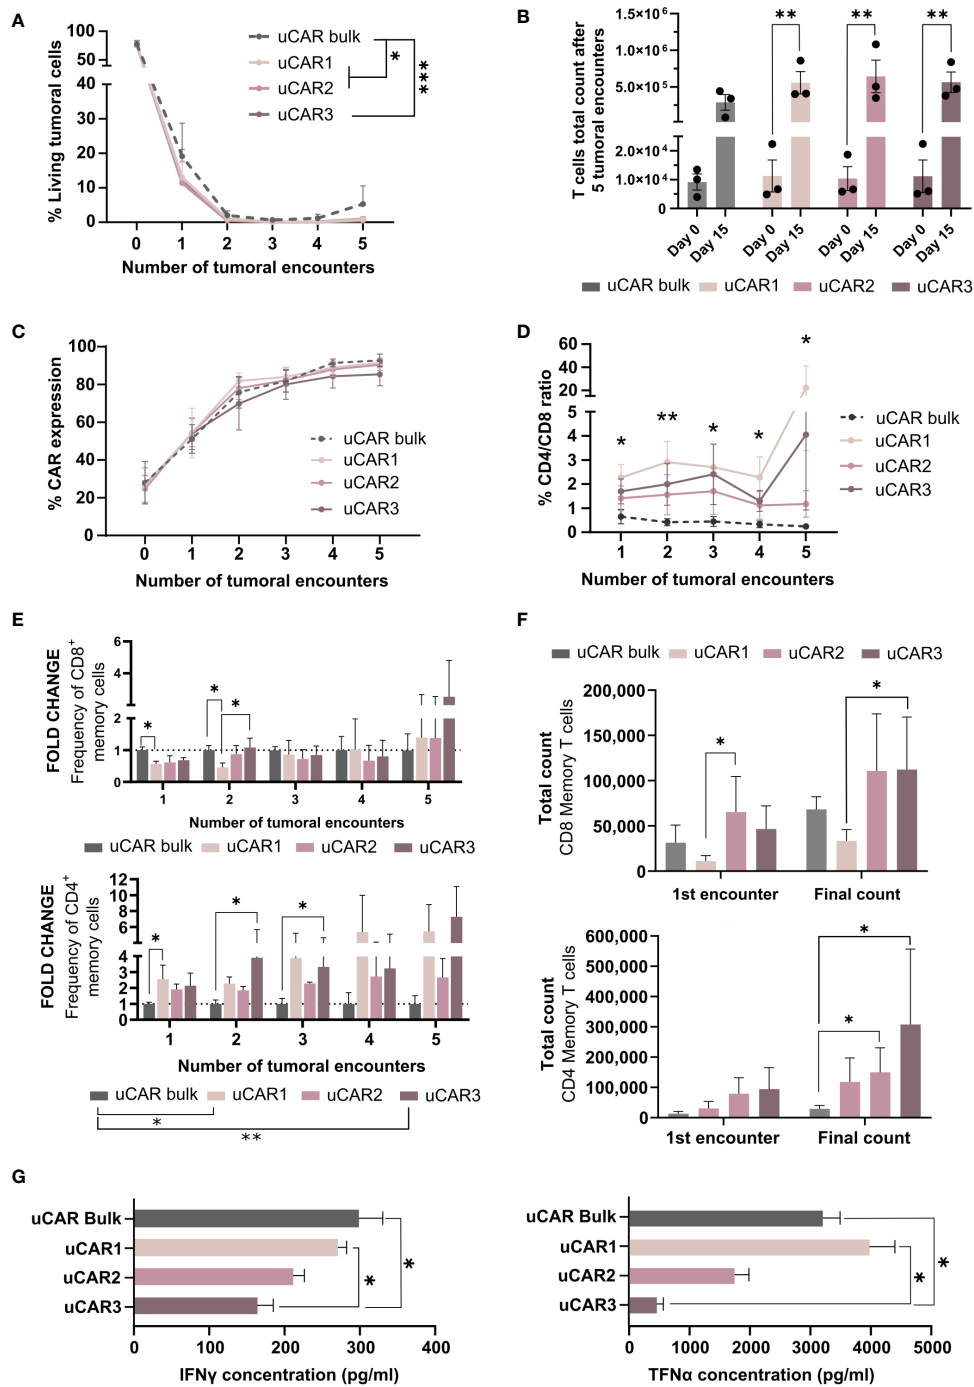 A
% Living tumoral cells
100
50
40
30
20
10
0
0 1 2 3 4 5
Number of tumoral encounters
uCAR bulk
uCAR1
uCAR2
uCAR3
*
****
B
T cells total count after
5 tumoral encounters
1.5×10⁶
1.0×10⁶
5.0×10⁵
2.0×10⁴
1.0×10⁴
0
** ** **
Day 0 Day 15 Day 0 Day 15 Day 0 Day 15 Day 0 Day 15
uCAR bulk uCAR1 uCAR2 uCAR3
C
% CAR expression
100
80
60
40
20
0
0 1 2 3 4 5
Number of tumoral encounters
uCAR bulk
uCAR1
uCAR2
uCAR3
D
% CD4/CD8 ratio
60
40
20
5
4
3
2
1
0
* ** * * *
1 2 3 4 5
Number of tumoral encounters
uCAR bulk
uCAR1
uCAR2
uCAR3
E
FOLD CHANGE
Frequency of CD8⁺
memory cells
6
4
2
1
0
* * *
1 2 3 4 5
Number of tumoral encounters
uCAR bulk uCAR1 uCAR2 uCAR3
FOLD CHANGE
Frequency of CD4⁺
memory cells
12
10
8
6
4
3
2
1
0
* * *
1 2 3 4 5
Number of tumoral encounters
uCAR bulk uCAR1 uCAR2 uCAR3
*
**
F
uCAR bulk uCAR1 uCAR2 uCAR3
Total count
CD8 Memory T cells
200,000
150,000
100,000
50,000
0
* *
1st encounter Final count
Total count
CD4 Memory T cells
600,000
500,000
400,000
300,000
200,000
100,000
0
*
*
1st encounter Final count
G
uCAR Bulk
uCAR1
uCAR2
uCAR3
* *
0 100 200 300 400
IFNγ concentration (pg/ml)
uCAR Bulk
uCAR1
uCAR2
uCAR3
* *
0 1000 2000 3000 4000 5000
TFNα concentration (pg/ml)